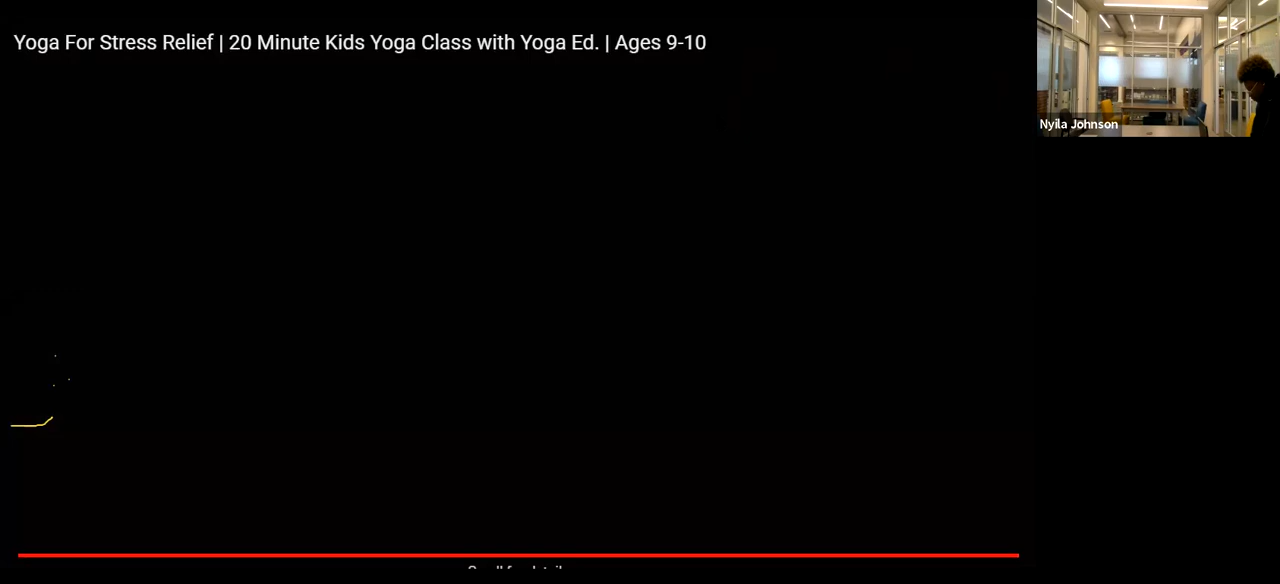 Yoga For Stress Relief | 20 Minute Kids Yoga Class with Yoga Ed. | Ages 9-10
Nyila Johnson